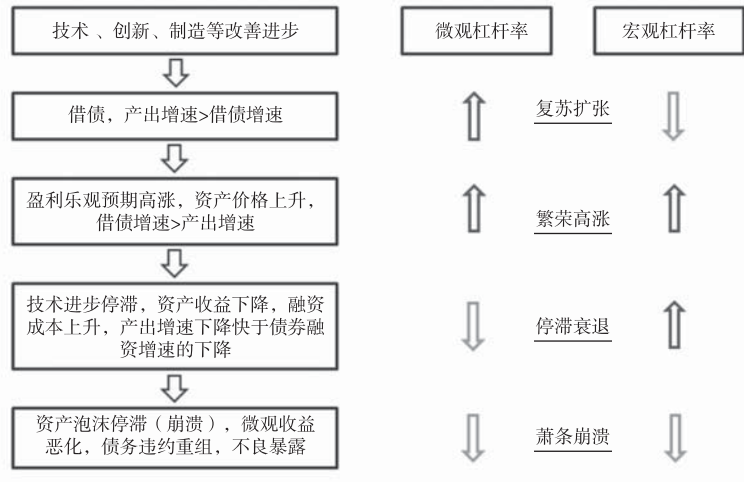 技术、创新、制造等改善进步
微观杠杆率
宏观杠杆率
借债，产出增速>借债增速
复苏扩张
盈利乐观预期高涨，资产价格上升，
借债增速>产出增速
繁荣高涨
技术进步停滞，资产收益下降，融资
成本上升，产出增速下降快于债券融
资增速的下降
停滞衰退
资产泡沫停滞（崩溃），微观收益
恶化，债务违约重组，不良暴露
萧条崩溃